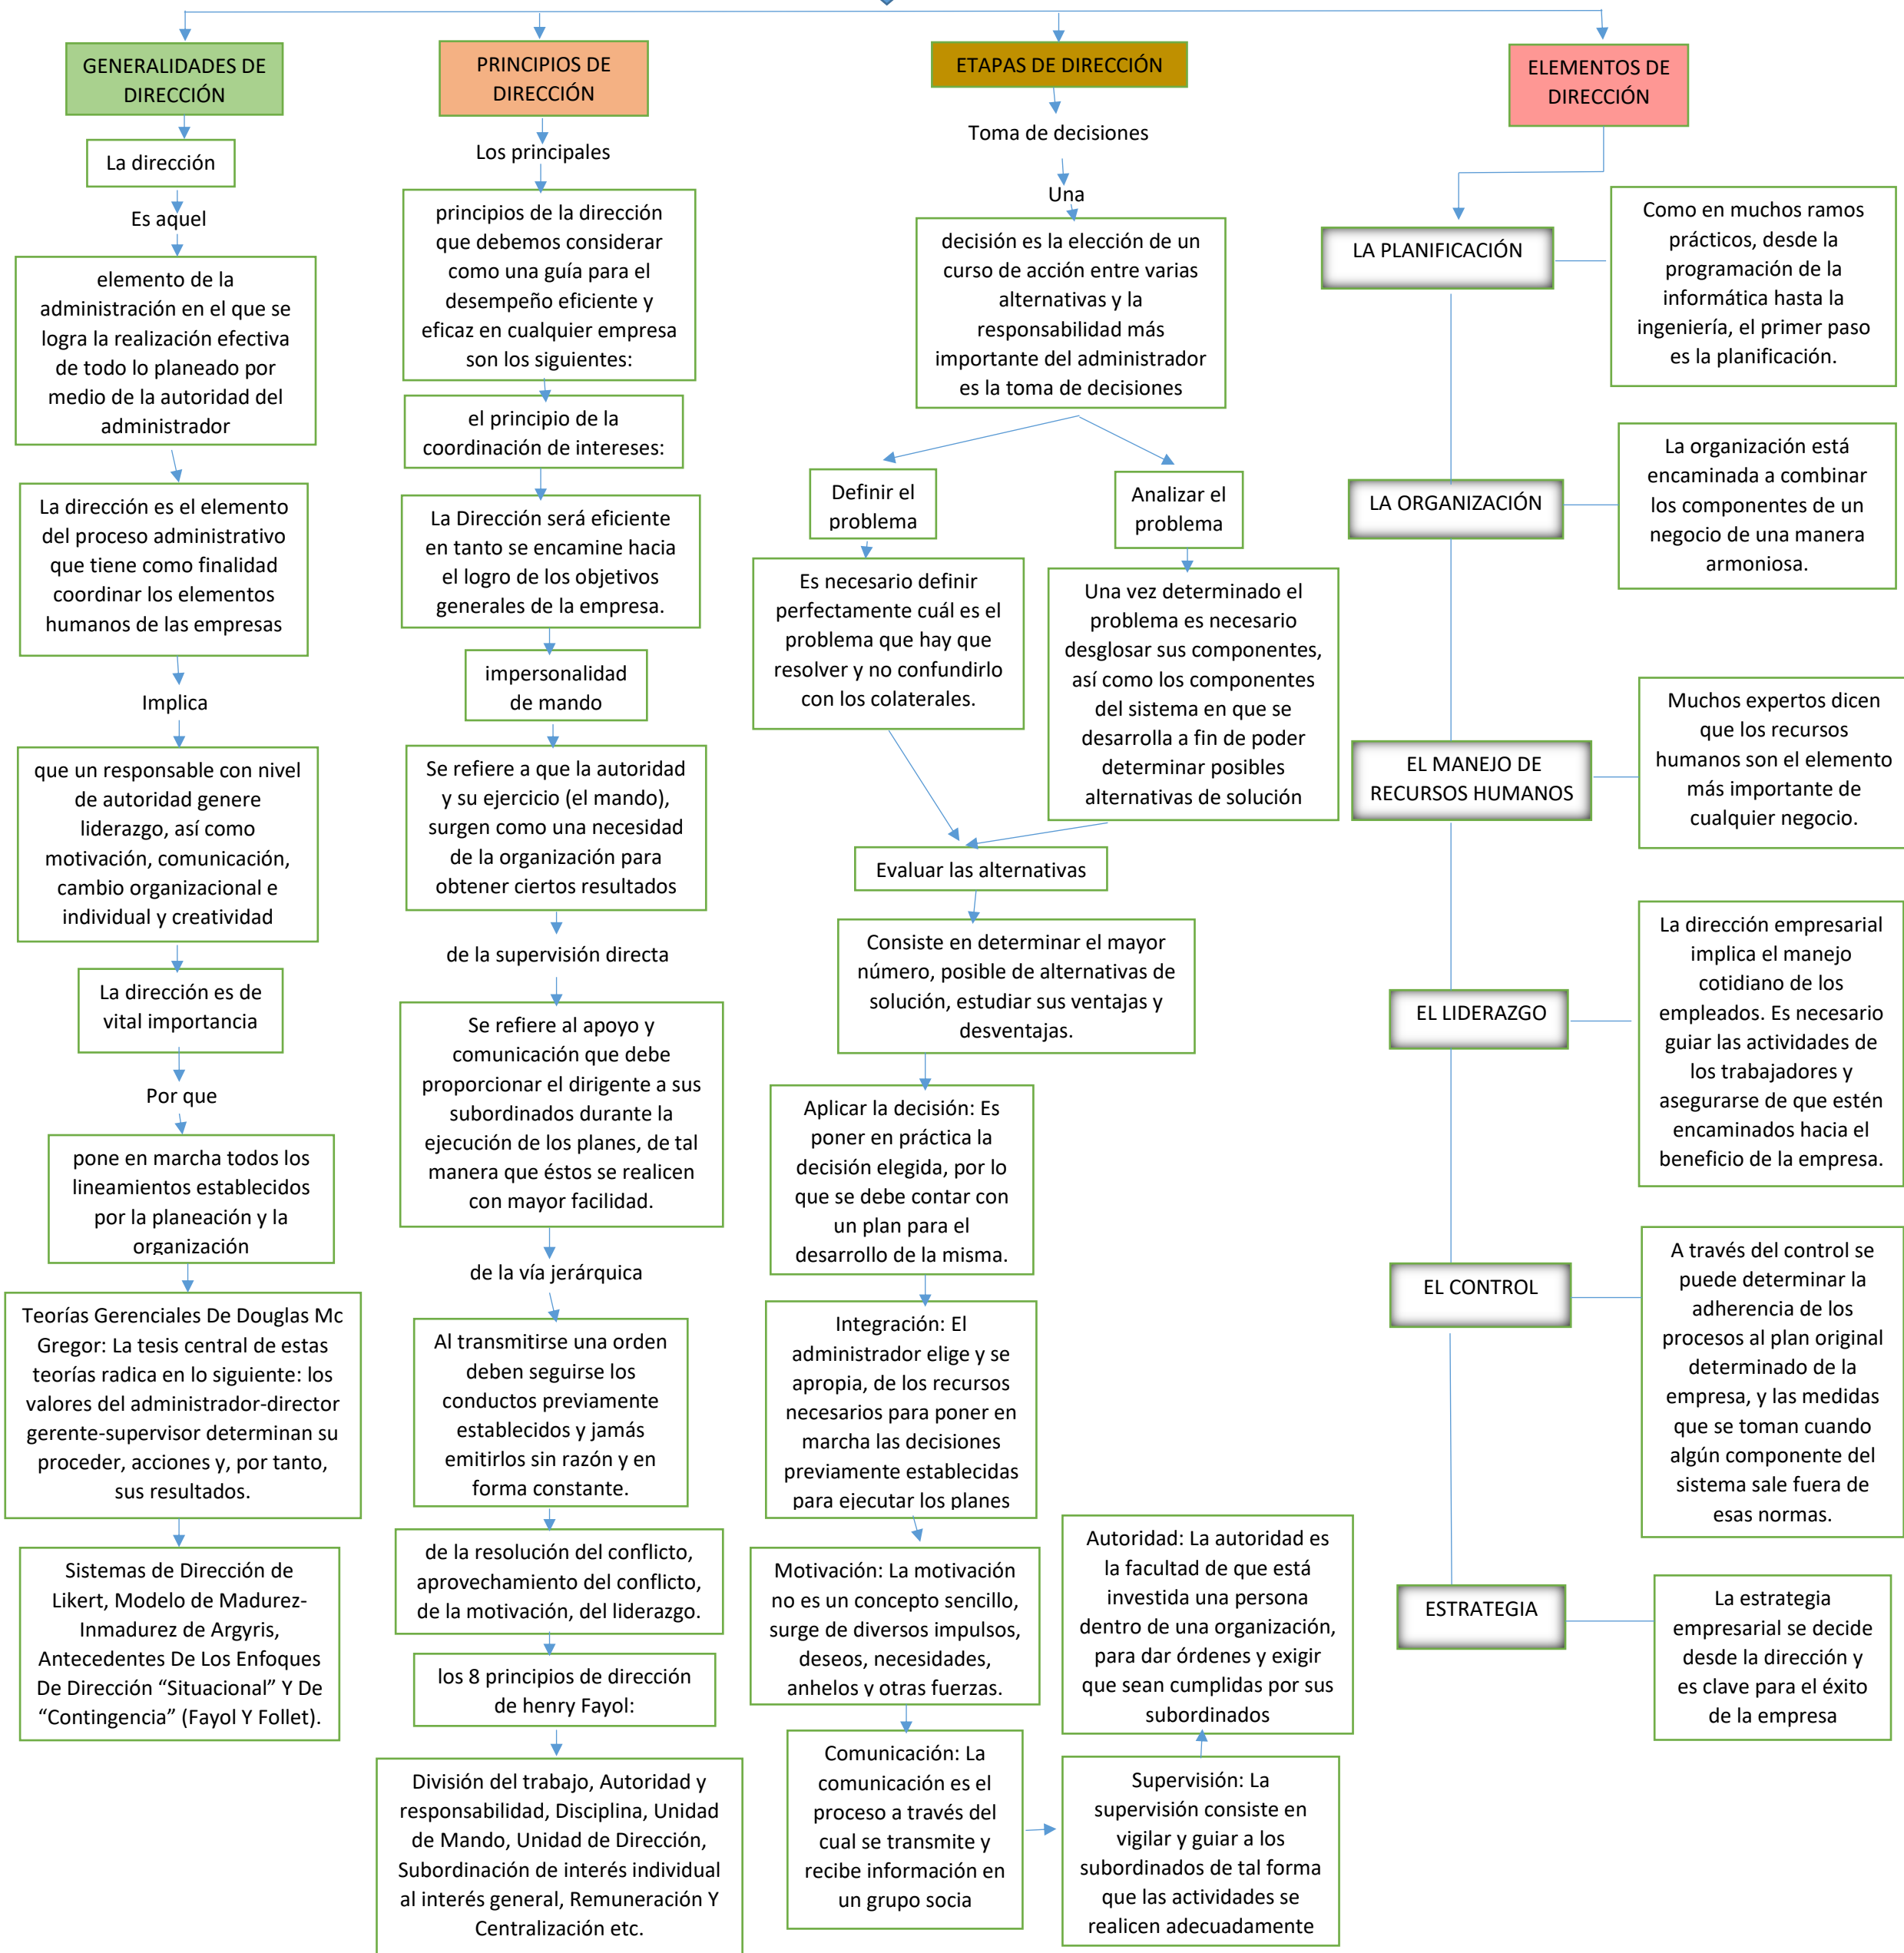 GENERALIDADES DE
DIRECCIÓN
La dirección
Es aquel
elemento de la
administración en el que se
logra la realización efectiva
de todo lo planeado por
medio de la autoridad del
administrador
La dirección es el elemento
del proceso administrativo
que tiene como finalidad
coordinar los elementos
humanos de las empresas
Implica
que un responsable con nivel
de autoridad genere
liderazgo, así como
motivación, comunicación,
cambio organizacional e
individual y creatividad
La dirección es de
vital importancia
Por que
pone en marcha todos los
lineamientos establecidos
por la planeación y la
organización
Teorías Gerenciales De Douglas Mc
Gregor: La tesis central de estas
teorías radica en lo siguiente: los
valores del administrador-director
gerente-supervisor determinan su
proceder, acciones y, por tanto,
sus resultados.
Sistemas de Dirección de
Likert, Modelo de Madurez-
Inmadurez de Argyris,
Antecedentes De Los Enfoques
De Dirección “Situacional” Y De
“Contingencia” (Fayol Y Follet).
PRINCIPIOS DE
DIRECCIÓN
Los principales
principios de la dirección
que debemos considerar
como una guía para el
desempeño eficiente y
eficaz en cualquier empresa
son los siguientes:
el principio de la
coordinación de intereses:
La Dirección será eficiente
en tanto se encamine hacia
el logro de los objetivos
generales de la empresa.
impersonalidad
de mando
Se refiere a que la autoridad
y su ejercicio (el mando),
surgen como una necesidad
de la organización para
obtener ciertos resultados
de la supervisión directa
Se refiere al apoyo y
comunicación que debe
proporcionar el dirigente a sus
subordinados durante la
ejecución de los planes, de tal
manera que éstos se realicen
con mayor facilidad.
de la vía jerárquica
Al transmitirse una orden
deben seguirse los
conductos previamente
establecidos y jamás
emitirlos sin razón y en
forma constante.
de la resolución del conflicto,
aprovechamiento del conflicto,
de la motivación, del liderazgo.
los 8 principios de dirección
de henry Fayol:
División del trabajo, Autoridad y
responsabilidad, Disciplina, Unidad
de Mando, Unidad de Dirección,
Subordinación de interés individual
al interés general, Remuneración Y
Centralización etc.
ETAPAS DE DIRECCIÓN
Toma de decisiones
Una
decisión es la elección de un
curso de acción entre varias
alternativas y la
responsabilidad más
importante del administrador
es la toma de decisiones
Definir el
problema
Es necesario definir
perfectamente cuál es el
problema que hay que
resolver y no confundirlo
con los colaterales.
Analizar el
problema
Una vez determinado el
problema es necesario
desglosar sus componentes,
así como los componentes
del sistema en que se
desarrolla a fin de poder
determinar posibles
alternativas de solución
Evaluar las alternativas
Consiste en determinar el mayor
número, posible de alternativas de
solución, estudiar sus ventajas y
desventajas.
Aplicar la decisión: Es
poner en práctica la
decisión elegida, por lo
que se debe contar con
un plan para el
desarrollo de la misma.
Integración: El
administrador elige y se
apropia, de los recursos
necesarios para poner en
marcha las decisiones
previamente establecidas
para ejecutar los planes
Motivación: La motivación
no es un concepto sencillo,
surge de diversos impulsos,
deseos, necesidades,
anhelos y otras fuerzas.
Comunicación: La
comunicación es el
proceso a través del
cual se transmite y
recibe información en
un grupo socia
Supervisión: La
supervisión consiste en
vigilar y guiar a los
subordinados de tal forma
que las actividades se
realicen adecuadamente
Autoridad: La autoridad es
la facultad de que está
investida una persona
dentro de una organización,
para dar órdenes y exigir
que sean cumplidas por sus
subordinados
ELEMENTOS DE
DIRECCIÓN
LA PLANIFICACIÓN
Como en muchos ramos
prácticos, desde la
programación de la
informática hasta la
ingeniería, el primer paso
es la planificación.
LA ORGANIZACIÓN
La organización está
encaminada a combinar
los componentes de un
negocio de una manera
armoniosa.
EL MANEJO DE
RECURSOS HUMANOS
Muchos expertos dicen
que los recursos
humanos son el elemento
más importante de
cualquier negocio.
EL LIDERAZGO
La dirección empresarial
implica el manejo
cotidiano de los
empleados. Es necesario
guiar las actividades de
los trabajadores y
asegurarse de que estén
encaminados hacia el
beneficio de la empresa.
EL CONTROL
A través del control se
puede determinar la
adherencia de los
procesos al plan original
determinado de la
empresa, y las medidas
que se toman cuando
algún componente del
sistema sale fuera de
esas normas.
ESTRATEGIA
La estrategia
empresarial se decide
desde la dirección y
es clave para el éxito
de la empresa